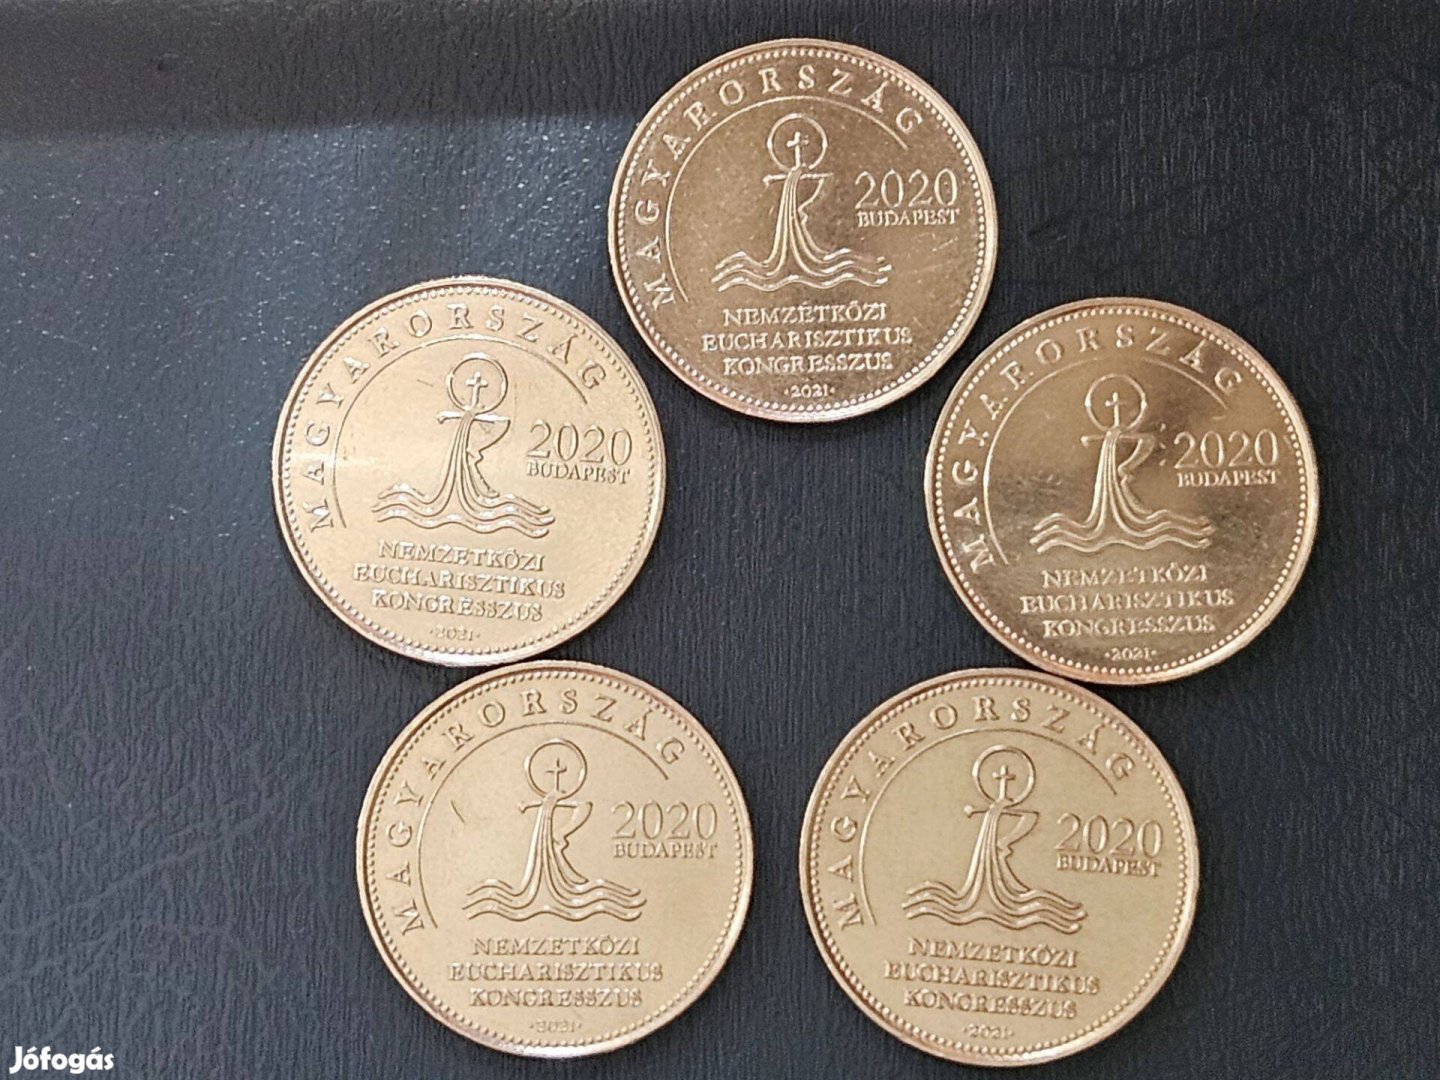 MAGYARORSZÁG
2020
BUDAPEST
NEMZETKÖZI
EUCHARISZTIKUS
KONGRESSZUS
·2021·
MAGYARORSZÁG
2020
BUDAPEST
NEMZETKÖZI
EUCHARISZTIKUS
KONGRESSZUS
·2021·
MAGYARORSZÁG
2020
BUDAPEST
NEMZETKÖZI
EUCHARISZTIKUS
KONGRESSZUS
·2021·
MAGYARORSZÁG
2020
BUDAPEST
NEMZETKÖZI
EUCHARISZTIKUS
KONGRESSZUS
·2021·
MAGYARORSZÁG
2020
BUDAPEST
NEMZETKÖZI
EUCHARISZTIKUS
KONGRESSZUS
·2021·
Jófogás